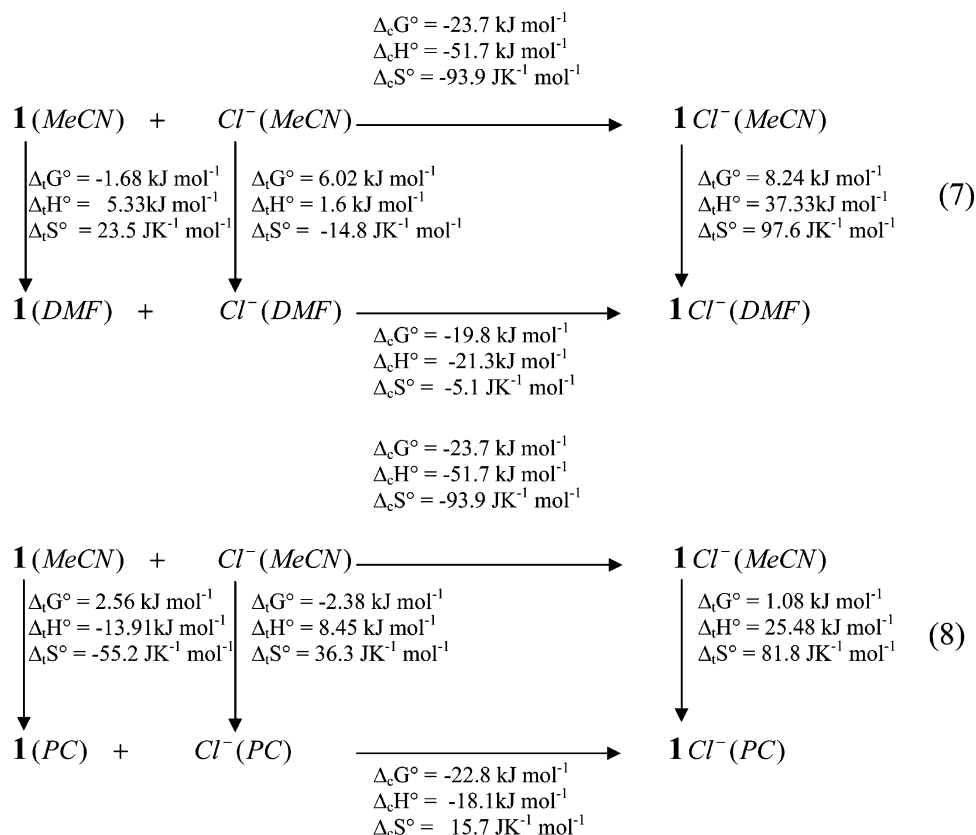 ΔcG° = -23.7 kJ mol⁻¹
ΔcH° = -51.7 kJ mol⁻¹
ΔcS° = -93.9 JK⁻¹ mol⁻¹
1(MeCN) + Cl⁻(MeCN) 1 Cl⁻(MeCN)
ΔtG° = -1.68 kJ mol⁻¹ ΔtG° = 6.02 kJ mol⁻¹ ΔtG° = 8.24 kJ mol⁻¹
ΔtH° = 5.33kJ mol⁻¹ ΔtH° = 1.6 kJ mol⁻¹ ΔtH° = 37.33kJ mol⁻¹ (7)
ΔtS° = 23.5 JK⁻¹ mol⁻¹ ΔtS° = -14.8 JK⁻¹ mol⁻¹ ΔtS° = 97.6 JK⁻¹ mol⁻¹
1(DMF) + Cl⁻(DMF) 1 Cl⁻(DMF)
ΔcG° = -19.8 kJ mol⁻¹
ΔcH° = -21.3kJ mol⁻¹
ΔcS° = -5.1 JK⁻¹ mol⁻¹
ΔcG° = -23.7 kJ mol⁻¹
ΔcH° = -51.7 kJ mol⁻¹
ΔcS° = -93.9 JK⁻¹ mol⁻¹
1(MeCN) + Cl⁻(MeCN) 1 Cl⁻(MeCN)
ΔtG° = 2.56 kJ mol⁻¹ ΔtG° = -2.38 kJ mol⁻¹ ΔtG° = 1.08 kJ mol⁻¹
ΔtH° = -13.91kJ mol⁻¹ ΔtH° = 8.45 kJ mol⁻¹ ΔtH° = 25.48 kJ mol⁻¹ (8)
ΔtS° = -55.2 JK⁻¹ mol⁻¹ ΔtS° = 36.3 JK⁻¹ mol⁻¹ ΔtS° = 81.8 JK⁻¹ mol⁻¹
1(PC) + Cl⁻(PC) 1 Cl⁻(PC)
ΔcG° = -22.8 kJ mol⁻¹
ΔcH° = -18.1kJ mol⁻¹
ΔcS° = 15.7 JK⁻¹ mol⁻¹